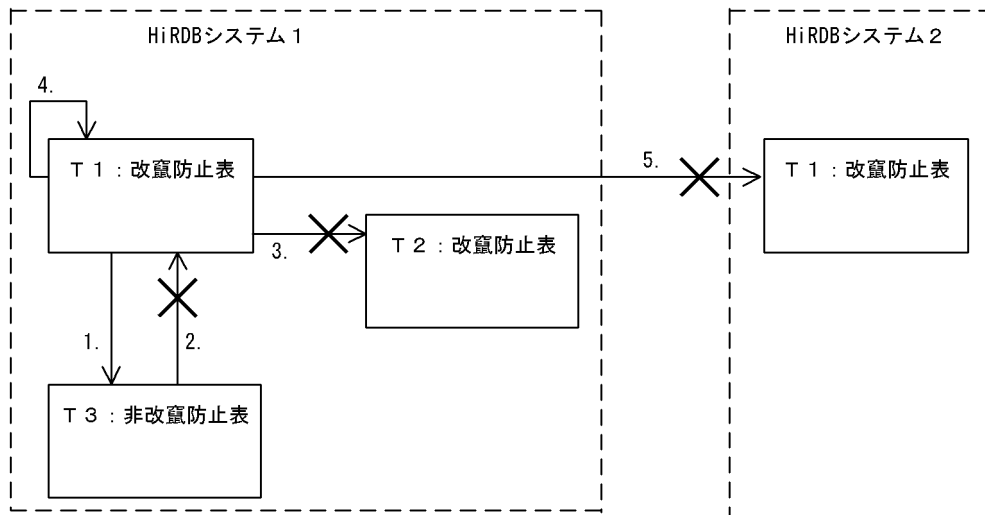 HiRDBシステム1
HiRDBシステム2
4.
T1：改竄防止表
5.
T1：改竄防止表
3.
T2：改竄防止表
1.
2.
T3：非改竄防止表